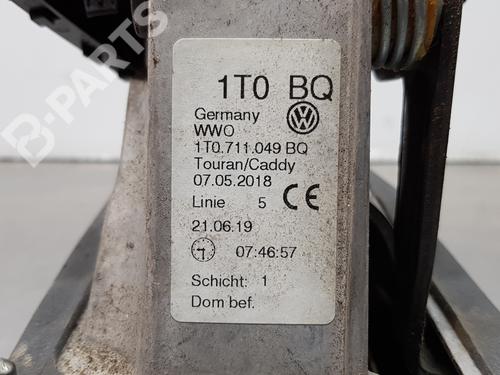 B-PARTS
1T0 BQ
Germany
WWO
1T0.711.049 BQ
Touran/Caddy
07.05.2018
Linie 5 CE
21.06.19
07:46:57
Schicht: 1
Dom bef.